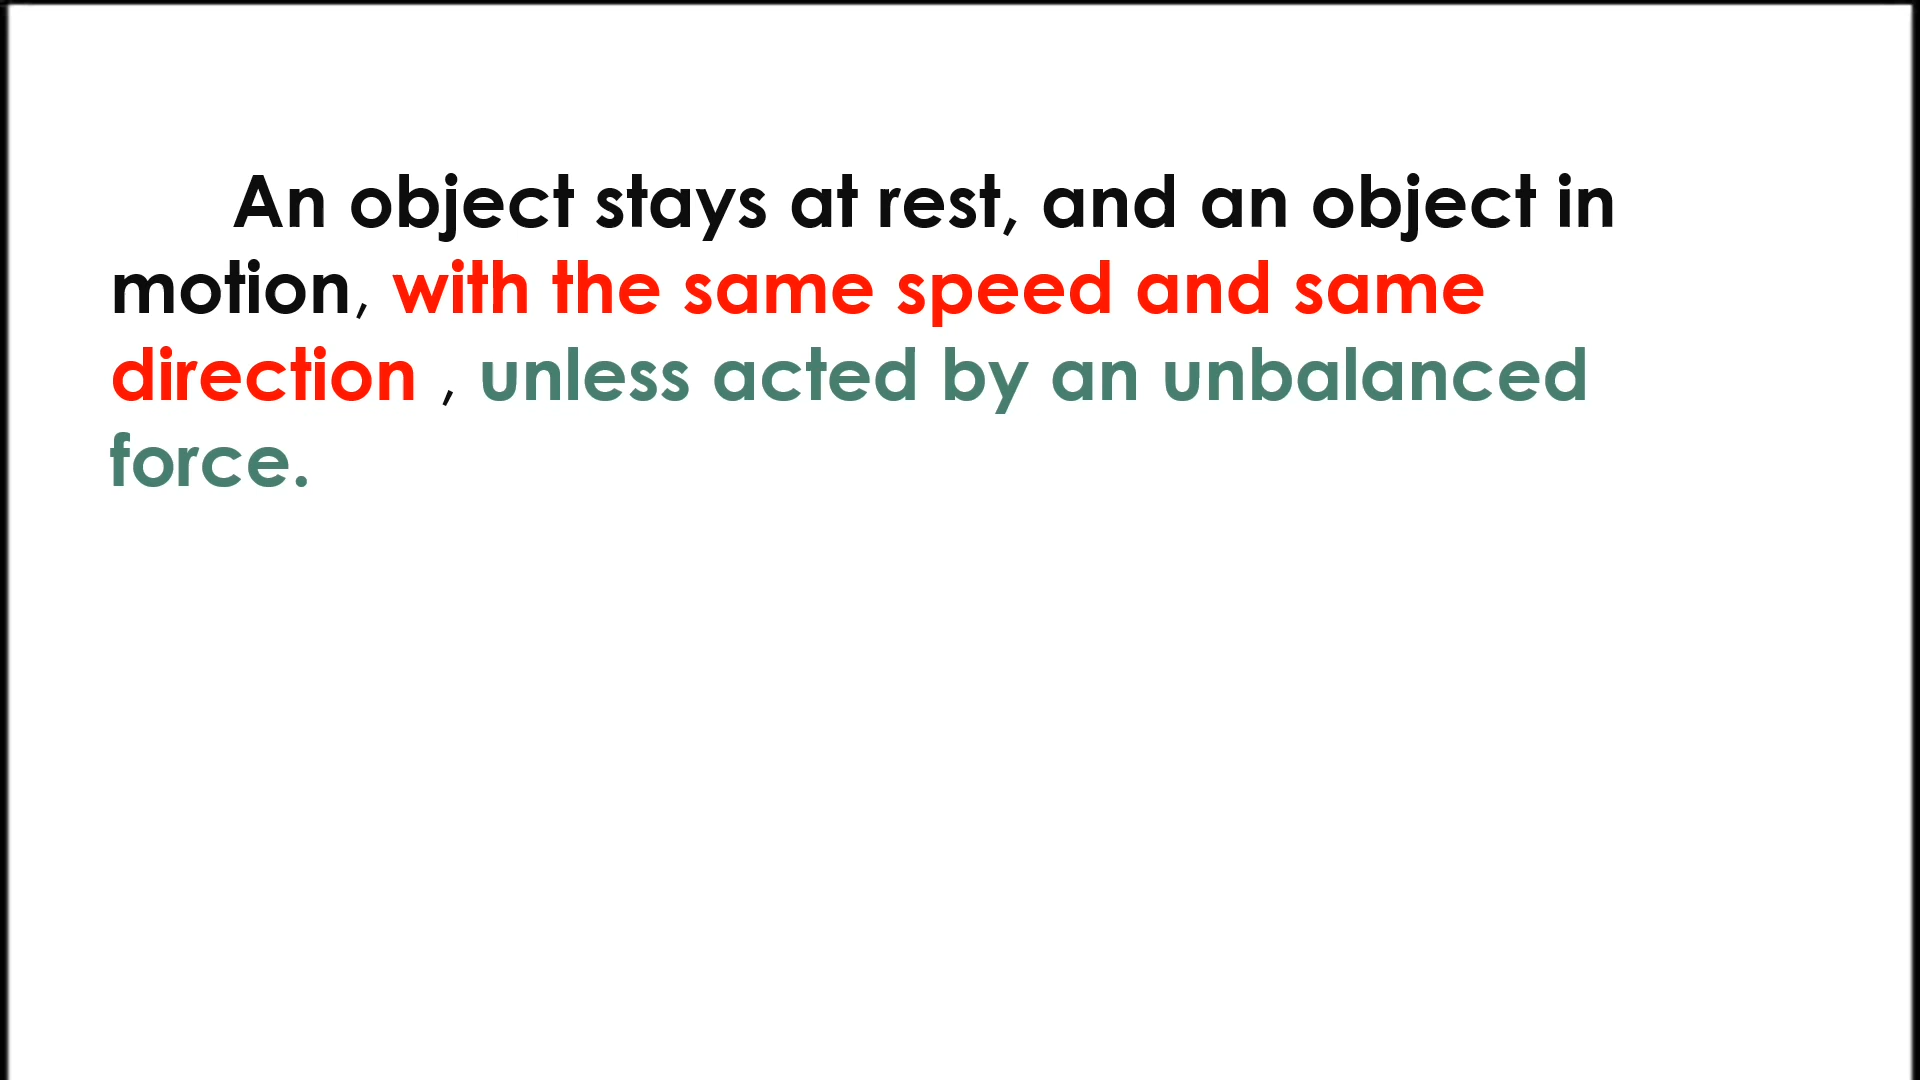 An object stays at rest, and an object in
motion, with the same speed and same
direction , unless acted by an unbalanced
force.